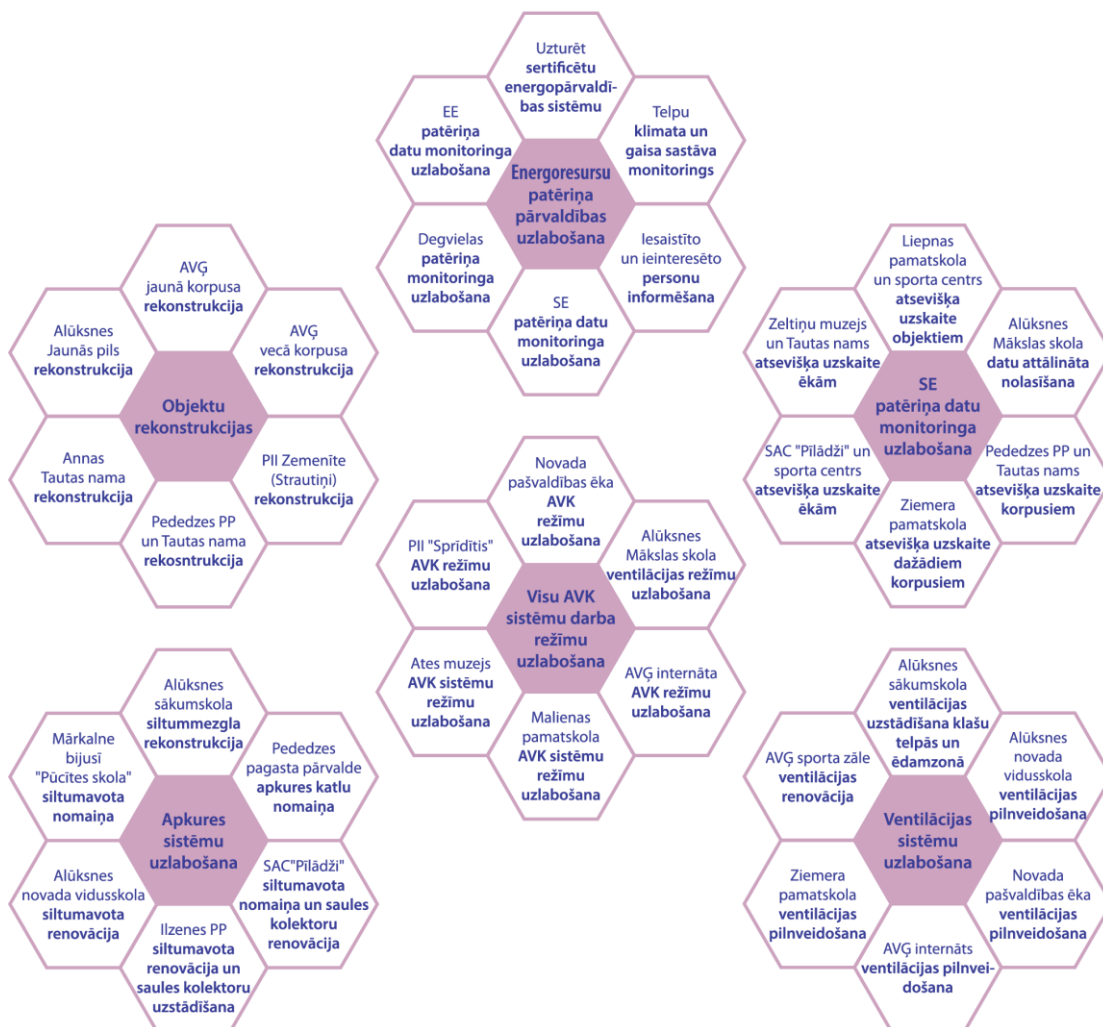 Uzturēt
sertificētu
energopārvaldī-
bas sistēmu
EE
patēriņa
datu monitoringa
uzlabošana
Telpu
klimata un
gaisa sastāva
monitorings
Energoresursu
patēriņa
pārvaldības
uzlabošana
Degvielas
patēriņa
monitoringa
uzlabošana
Iesaistīto
un ieinteresēto
personu
informēšana
SE
patēriņa datu
monitoringa
uzlabošana
AVĢ
jaunā korpusa
rekonstrukcija
Alūksnes
Jaunās pils
rekonstrukcija
AVĢ
vecā korpusa
rekonstrukcija
Objektu
rekonstrukcijas
Annas
Tautas nama
rekonstrukcija
PII Zemenīte
(Strautiņi)
rekonstrukcija
Pededzes PP
un Tautas nama
rekosntrukcija
Liepnas
pamatskola
un sporta centrs
atsevišķa
uzskaite
objektiem
Zeltiņu muzejs
un Tautas nams
atsevišķa uzskaite
ēkām
Alūksnes
Mākslas skola
datu attālināta
nolasīšana
SE
patēriņa datu
monitoringa
uzlabošana
SAC "Pīlādži" un
sporta centrs
atsevišķa uzskaite
ēkām
Pededzes PP un
Tautas nams
atsevišķa uzskaite
korpusiem
Ziemera
pamatskola
atsevišķa uzskaite
dažādiem
korpusiem
Novada
pašvaldības ēka
AVK
režīmu
uzlabošana
PII "Sprīdītis"
AVK režīmu
uzlabošana
Alūksnes
Mākslas skola
ventilācijas režīmu
uzlabošana
Visu AVK
sistēmu darba
režīmu
uzlabošana
Ates muzejs
AVK sistēmu
režīmu
uzlabošana
AVĢ internāta
AVK režīmu
uzlabošana
Malienas
pamatskola
AVK sistēmu
režīmu
uzlabošana
Alūksnes
sākumskola
siltummezgla
rekonstrukcija
Mārkalne
bijusī
"Pūcītes skola"
siltumavota
nomaiņa
Pededzes
pagasta pārvalde
apkures katlu
nomaiņa
Apkures
sistēmu
uzlabošana
Alūksnes
novada vidusskola
siltumavota
renovācija
SAC"Pīlādži"
siltumavota
nomaiņa un saules
kolektoru
renovācija
Ilzenes PP
siltumavota
renovācija un
saules kolektoru
uzstādīšana
Alūksnes
sākumskola
ventilācijas
uzstādīšana klašu
telpās un
ēdamzonā
AVĢ sporta zāle
ventilācijas
renovācija
Alūksnes
novada
vidusskola
ventilācijas
pilnveidošana
Ventilācijas
sistēmu
uzlabošana
Ziemera
pamatskola
ventilācijas
pilnveidošana
Novada
pašvaldības ēka
ventilācijas
pilnveidošana
AVĢ internāts
ventilācijas pilnvei-
došana